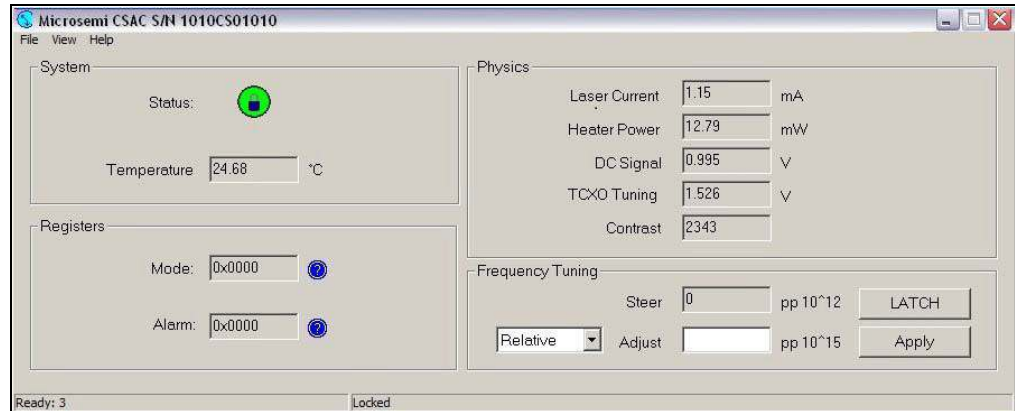 Microsemi CSAC S/N 1010CS01010
File View Help
System
Status:
Temperature 24.68 °C
Registers
Mode: 0x0000 ?
Alarm: 0x0000 ?
Physics
Laser Current 1.15 mA
Heater Power 12.79 mW
DC Signal 0.995 V
TCXO Tuning 1.526 V
Contrast 2343
Frequency Tuning
Steer 0 pp 10^12 LATCH
Relative Adjust pp 10^15 Apply
Ready: 3 Locked